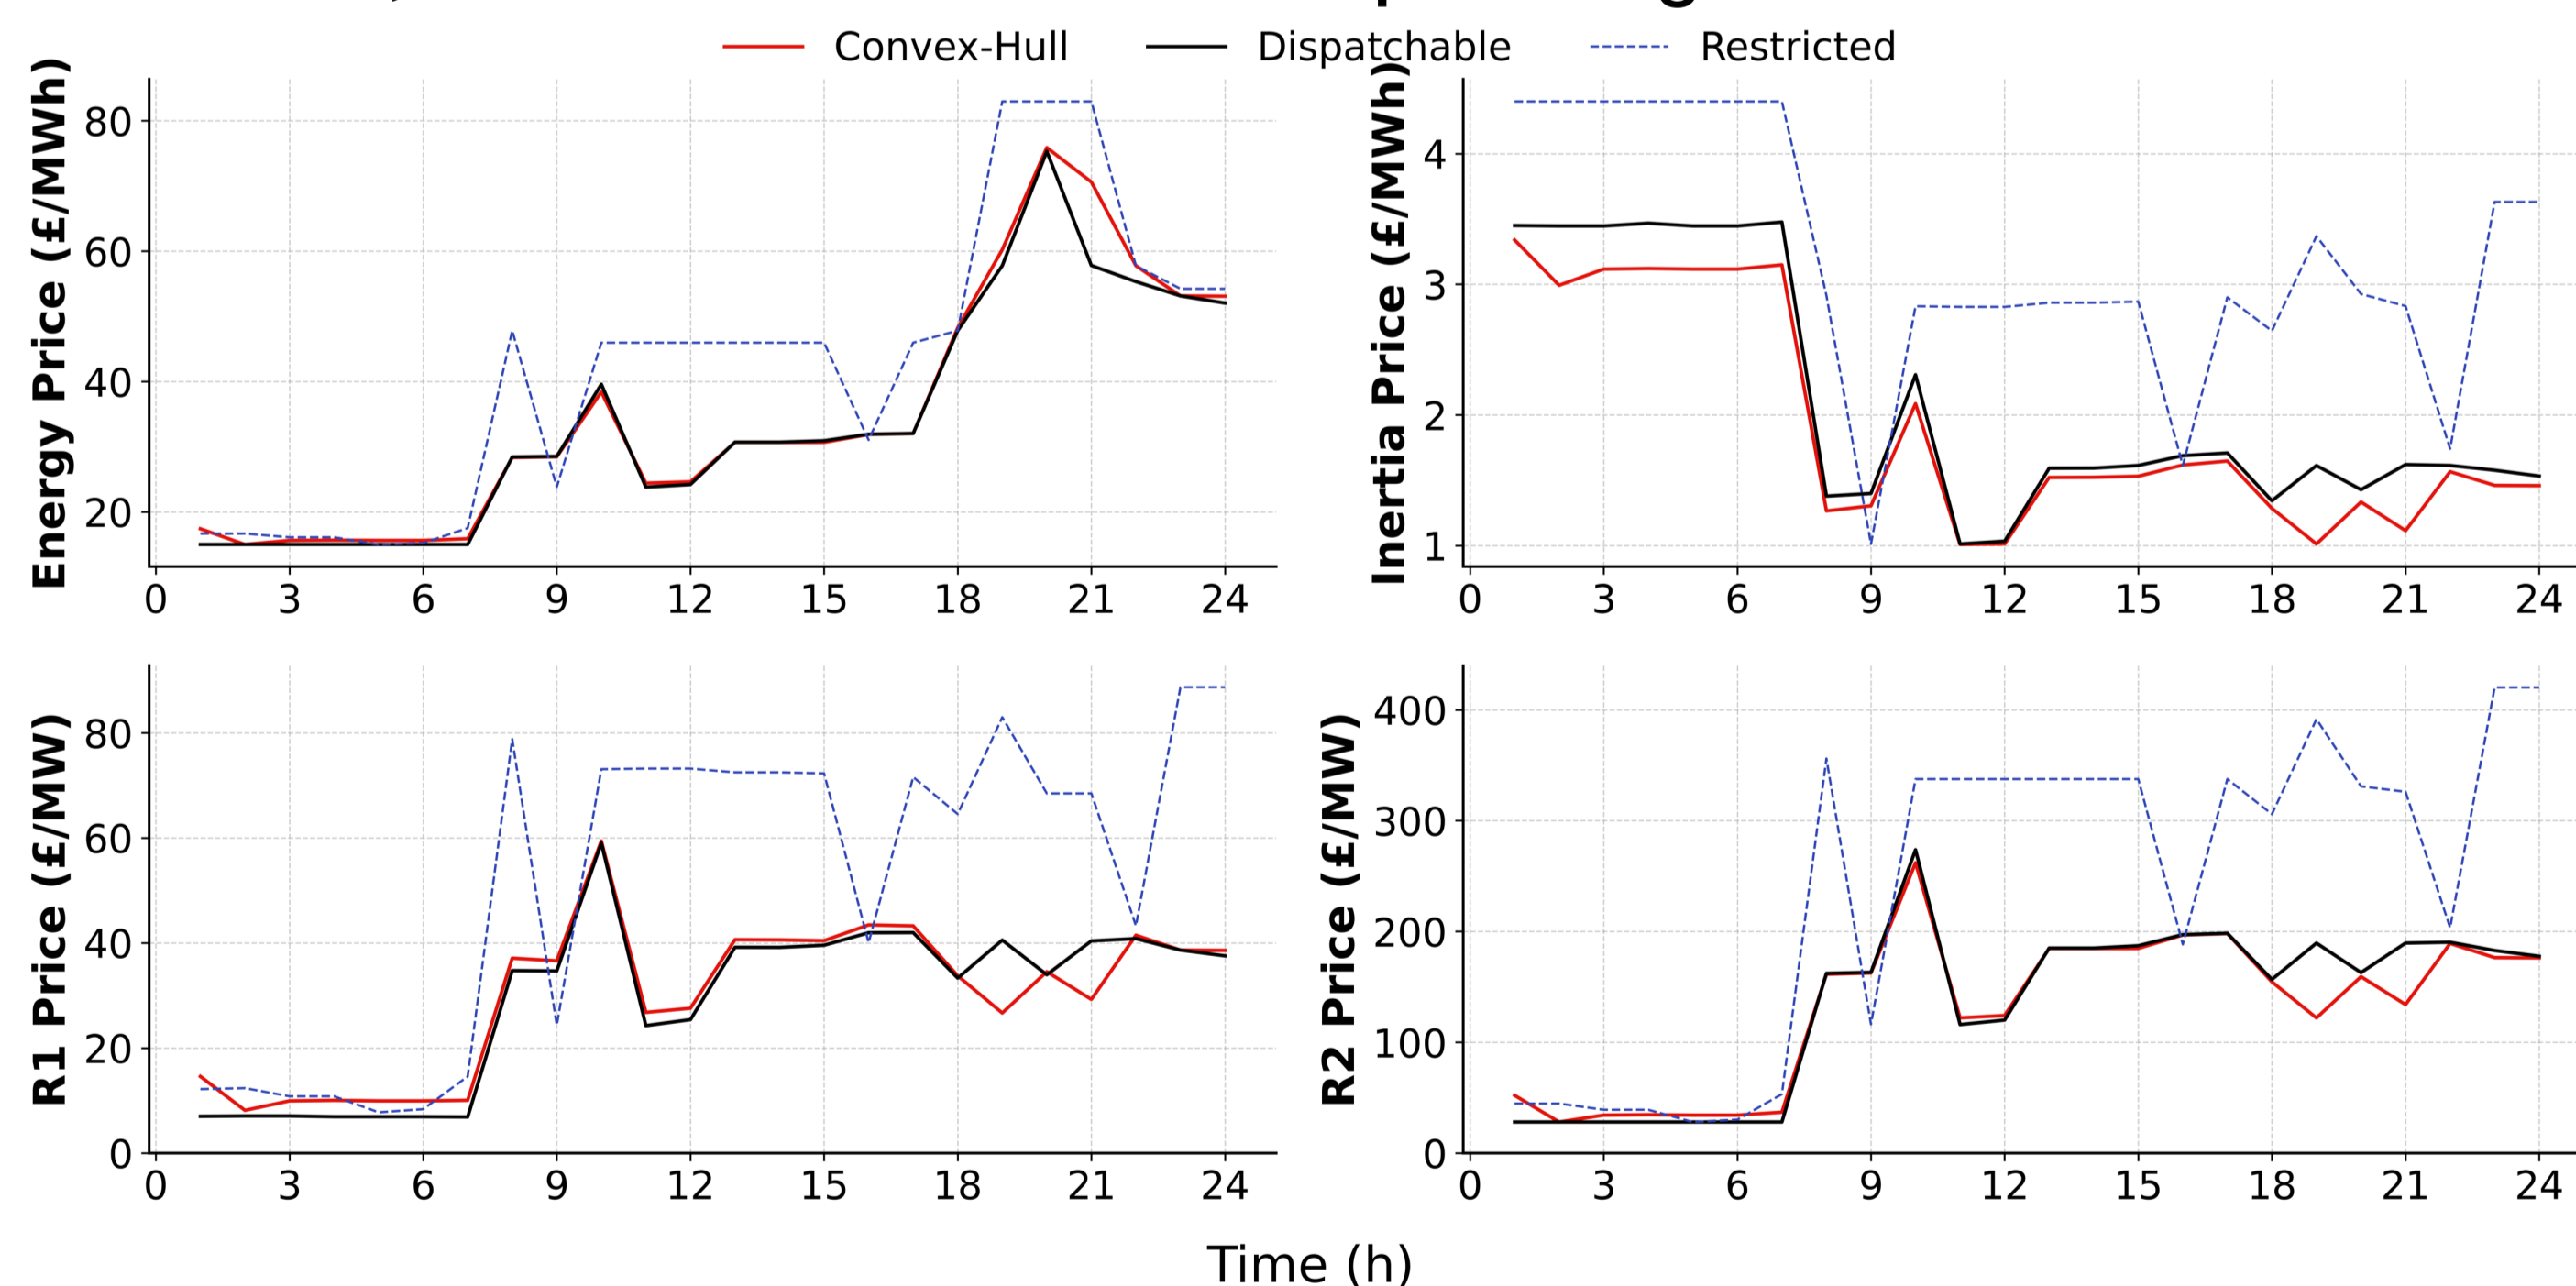 Convex-Hull Dispatchable Restricted
Energy Price (£/MWh)
80
60
40
20
0 3 6 9 12 15 18 21 24
Inertia Price (£/MWh)
4
3
2
1
0 3 6 9 12 15 18 21 24
R1 Price (£/MW)
80
60
40
20
0
0 3 6 9 12 15 18 21 24
R2 Price (£/MW)
400
300
200
100
0
0 3 6 9 12 15 18 21 24
Time (h)